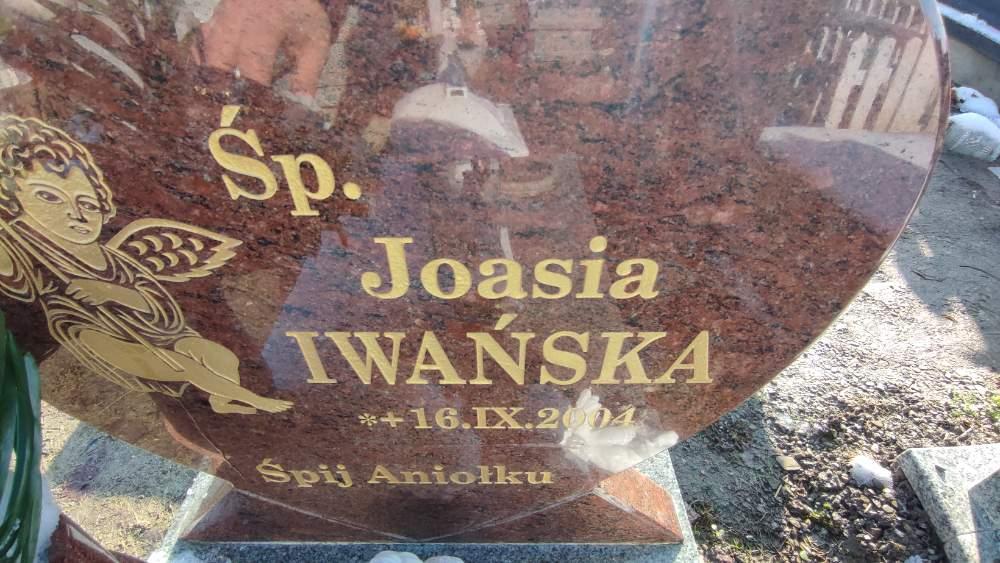 Śp.
Joasia
IWAŃSKA
*+16.IX.2004
Śpij Aniołku